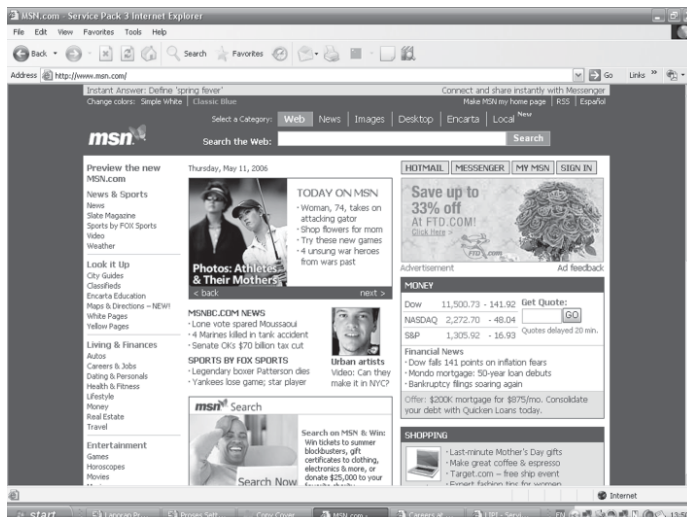 MSN.com - Service Pack 3 Internet Explorer
File Edit View Favorites Tools Help
Back Search Favorites
Address http://www.msn.com/ Go Links »
Instant Answer: Define 'spring fever' Connect and share instantly with Messenger
Change colors: Simple White | Classic Blue Make MSN my home page | RSS | Español
Select a Category: Web News | Images | Desktop | Encarta | Local New
msn
Search the Web: Search
Preview the new
MSN.com
News & Sports
News
Slate Magazine
Sports by FOX Sports
Video
Weather
Look it Up
City Guides
Classifieds
Encarta Education
Maps & Directions – NEW!
White Pages
Yellow Pages
Living & Finances
Autos
Careers & Jobs
Dating & Personals
Health & Fitness
Lifestyle
Money
Real Estate
Travel
Entertainment
Games
Horoscopes
Movies
Thursday, May 11, 2006
TODAY ON MSN
· Woman, 74, takes on
attacking gator
· Shop flowers for mom
· Try these new games
· 4 unsung war heroes
from wars past
Photos: Athletes
& Their Mothers
< back next >
MSNBC.COM NEWS
· Lone vote spared Moussaoui
· 4 Marines killed in tank accident
· Senate OKs $70 billion tax cut
SPORTS BY FOX SPORTS
· Legendary boxer Patterson dies
· Yankees lose game; star player
Urban artists
Video: Can they
make it in NYC?
msn Search
Search on MSN & Win:
Win tickets to summer
blockbusters, gift
certificates to clothing,
electronics & more, or
donate $25,000 to your
Search Now
HOTMAIL MESSENGER MY MSN SIGN IN
Save up to
33% off
At FTD.COM!
Click Here >
FTD.com
Advertisement Ad feedback
MONEY
Dow 11,500.73 - 141.92
NASDAQ 2,272.70 - 48.04
S&P 1,305.92 - 16.93
Get Quote:
GO
Quotes delayed 20 min.
Financial News
· Dow falls 141 points on inflation fears
· Mondo mortgage: 50-year loan debuts
· Bankruptcy filings soaring again
Offer: $200K mortgage for $875/mo. Consolidate
your debt with Quicken Loans today.
SHOPPING
· Last-minute Mother's Day gifts
· Make great coffee & espresso
· Target.com – free ship event
· Expert fashion tips for women
Internet
start Copy Cover MSN.com - Careers at EN 13:50